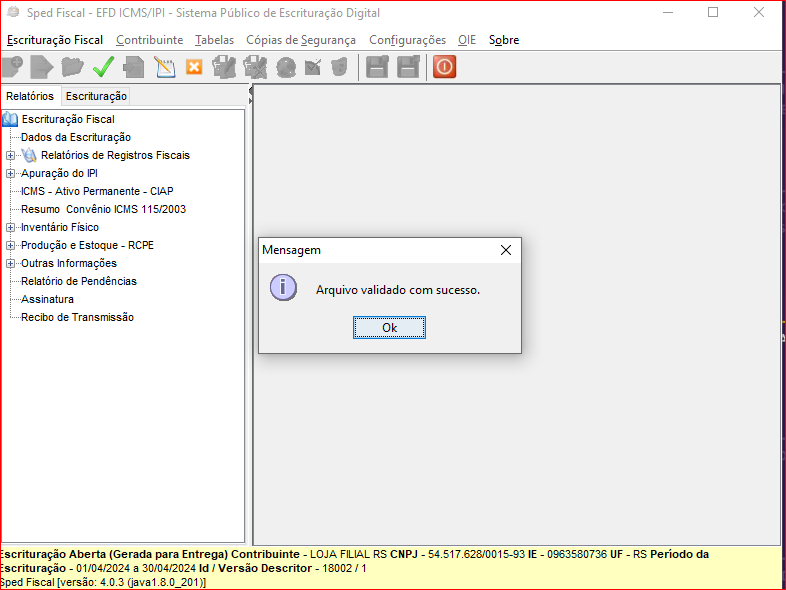 Sped Fiscal - EFD ICMS/IPI - Sistema Público de Escrituração Digital
Escrituração Fiscal Contribuinte Tabelas Cópias de Segurança Configurações OIE Sobre
Relatórios Escrituração
Escrituração Fiscal
Dados da Escrituração
Relatórios de Registros Fiscais
Apuração do IPI
ICMS - Ativo Permanente - CIAP
Resumo Convênio ICMS 115/2003
Inventário Físico
Produção e Estoque - RCPE
Outras Informações
Relatório de Pendências
Assinatura
Recibo de Transmissão
Mensagem
Arquivo validado com sucesso.
Ok
Escrituração Aberta (Gerada para Entrega) Contribuinte - LOJA FILIAL RS CNPJ - 54.517.628/0015-93 IE - 0963580736 UF - RS Período da
Escrituração - 01/04/2024 a 30/04/2024 Id / Versão Descritor - 18002 / 1
Sped Fiscal [versão: 4.0.3 (java1.8.0_201)]